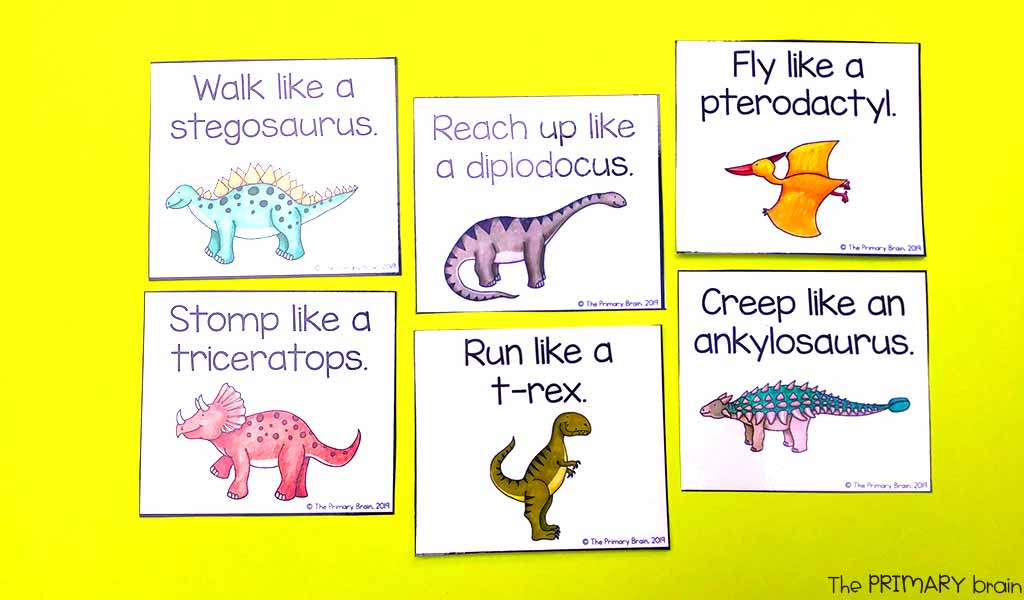 Walk like a
stegosaurus.
© The Primary Brain, 2019
Reach up like
a diplodocus.
© The Primary Brain, 2019
Fly like a
pterodactyl.
© The Primary Brain, 2019
Stomp like a
triceratops.
© The Primary Brain, 2019
Run like a
t-rex.
© The Primary Brain, 2019
Creep like an
ankylosaurus.
© The Primary Brain, 2019
The PRIMARY brain